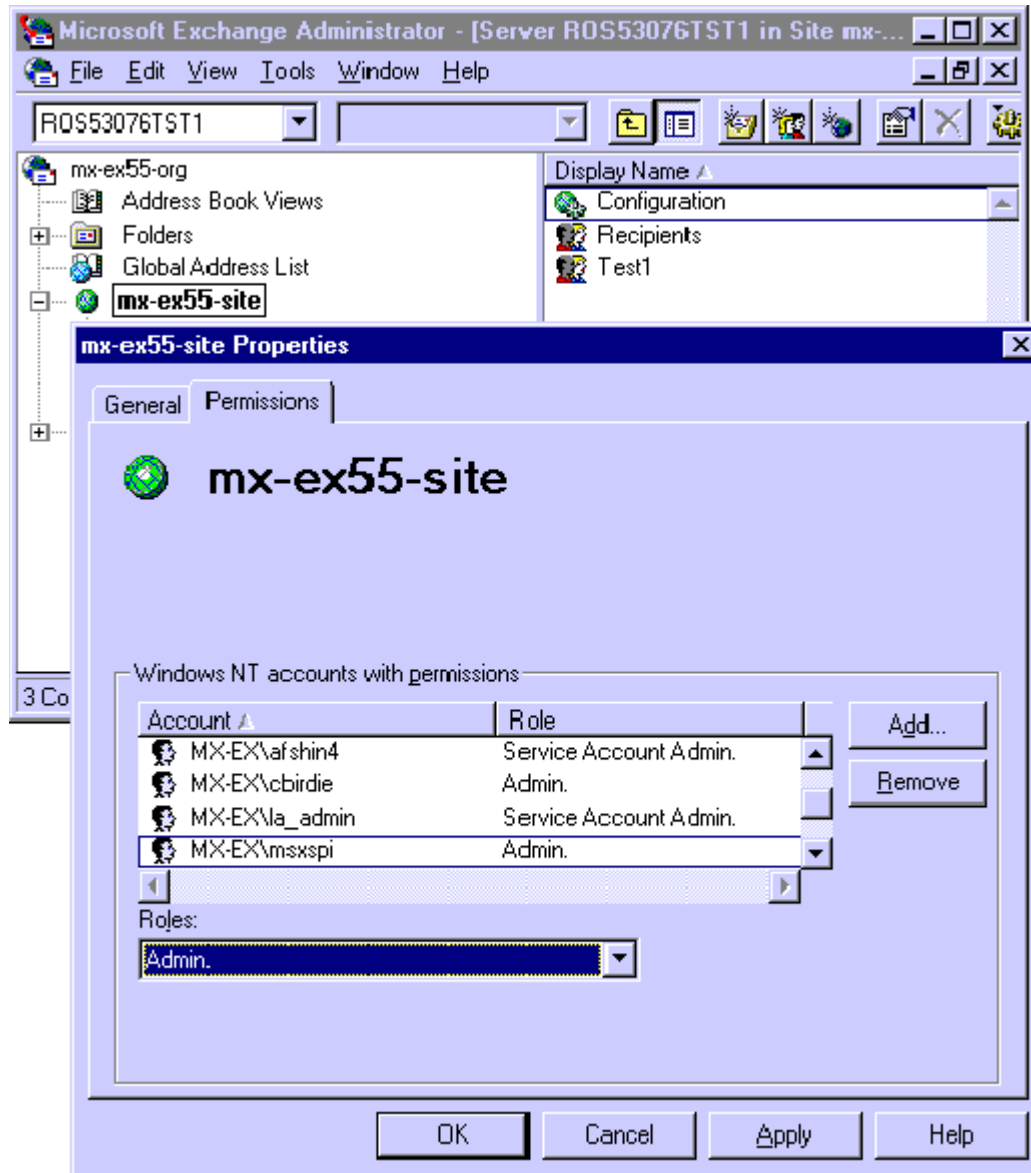 Microsoft Exchange Administrator - [Server ROS53076TST1 in Site mx-...
File Edit View Tools Window Help
ROS53076TST1
mx-ex55-org
Address Book Views
Folders
Global Address List
mx-ex55-site
Display Name
Configuration
Recipients
Test1
3 Co
mx-ex55-site Properties
General Permissions
mx-ex55-site
Windows NT accounts with permissions
Account Role
MX-EX\afshin4 Service Account Admin.
MX-EX\cbirdie Admin.
MX-EX\la_admin Service Account Admin.
MX-EX\msxspi Admin.
Add...
Remove
Roles:
Admin.
OK Cancel Apply Help